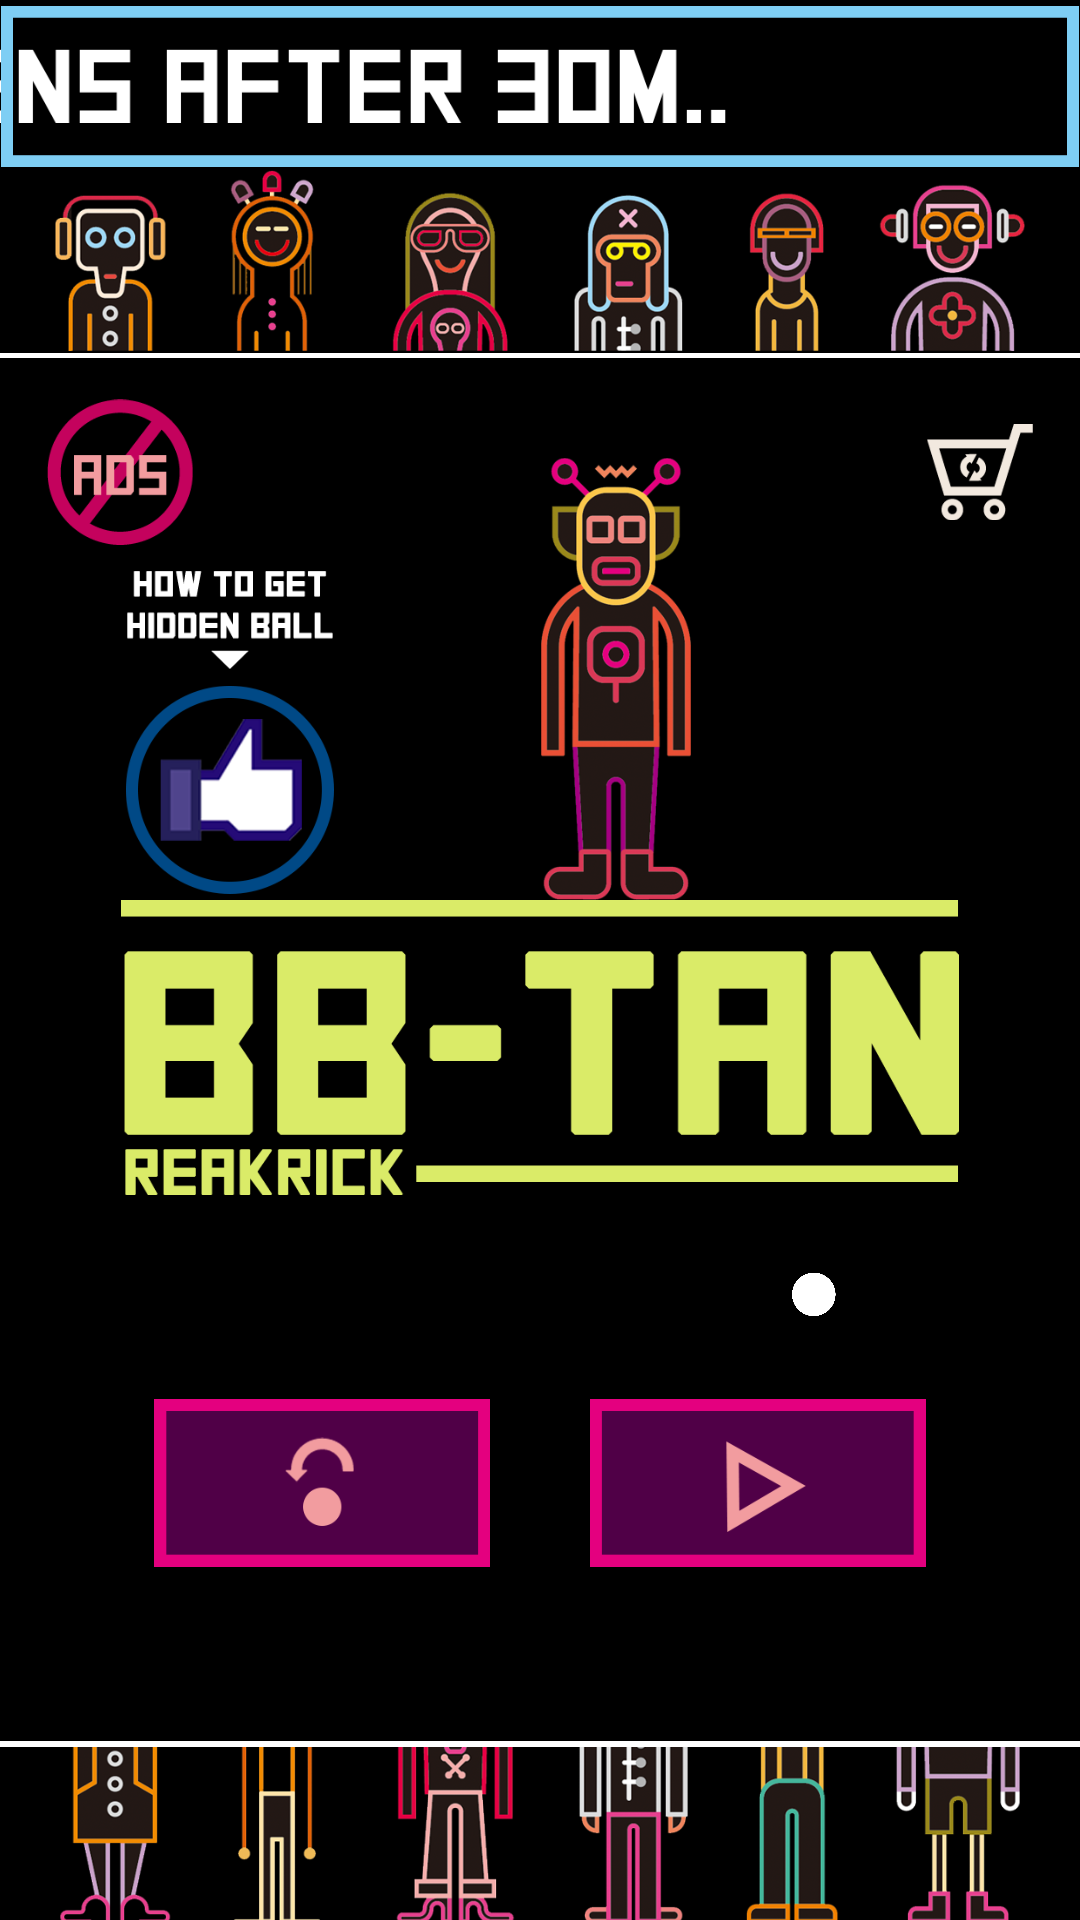 NS AFTER 30M..
ADS
HOW TO GET
HIDDEN BALL
BB-TAN
REAKRICK